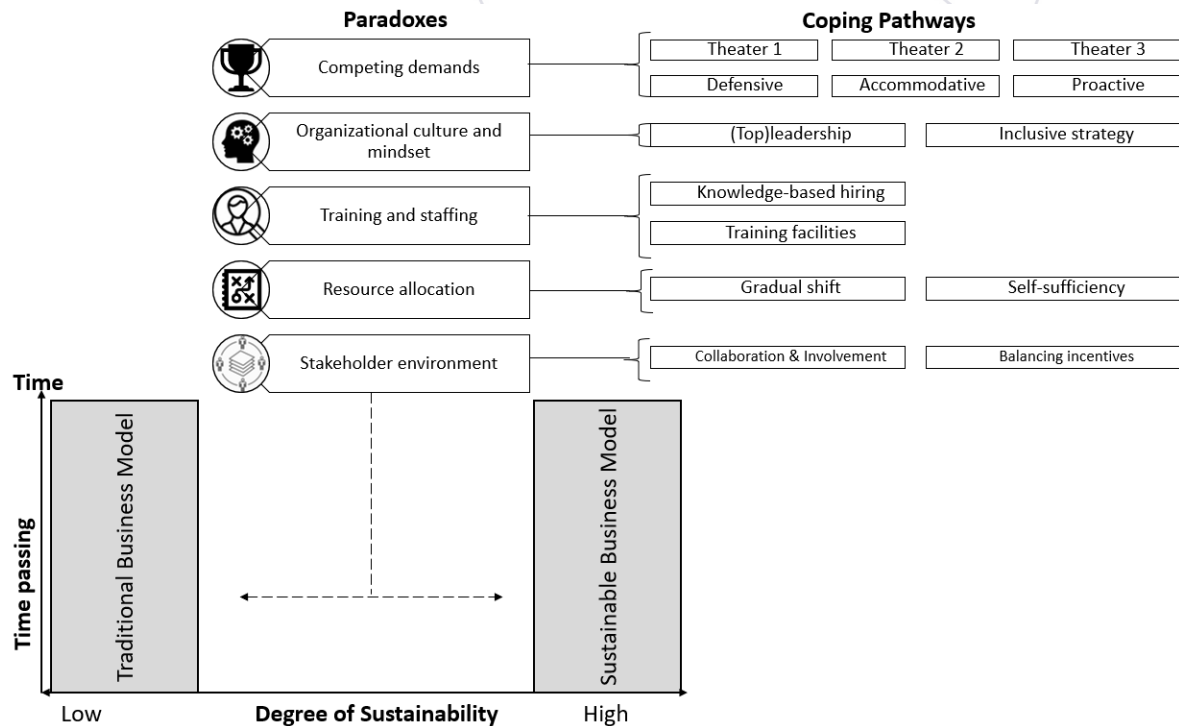 Paradoxes
Coping Pathways
Competing demands
Theater 1
Theater 2
Theater 3
Defensive
Accommodative
Proactive
Organizational culture and
mindset
(Top)leadership
Inclusive strategy
Training and staffing
Knowledge-based hiring
Training facilities
Resource allocation
Gradual shift
Self-sufficiency
Stakeholder environment
Collaboration & Involvement
Balancing incentives
Time
Time passing
Traditional Business Model
Sustainable Business Model
Low
Degree of Sustainability
High